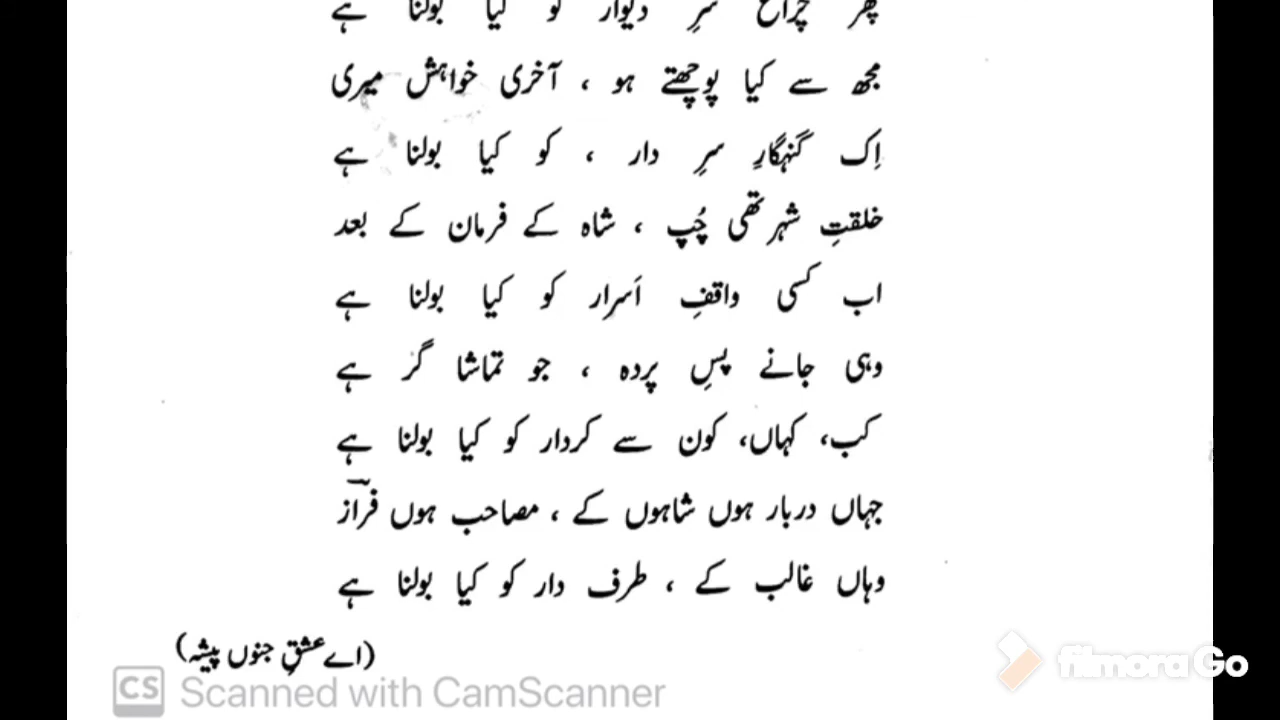 پھر چراغِ سرِ دیوار کو کیا بولنا ہے
مجھ سے کیا پوچھتے ہو ، آخری خواہش میری
اِک گنہگارِ سرِ دار ، کو کیا بولنا ہے
خلقتِ شہر تھی چُپ ، شاہ کے فرمان کے بعد
اب کسی واقفِ اَسرار کو کیا بولنا ہے
وہی جانے پسِ پردہ ، جو تماشا گر ہے
کب، کہاں، کون سے کردار کو کیا بولنا ہے
جہاں دربار ہوں شاہوں کے ، مصاحب ہوں فرازؔ
وہاں غالب کے ، طرف دار کو کیا بولنا ہے
(اے عشقِ جنوں پیشہ)
CS Scanned with CamScanner
filmora Go